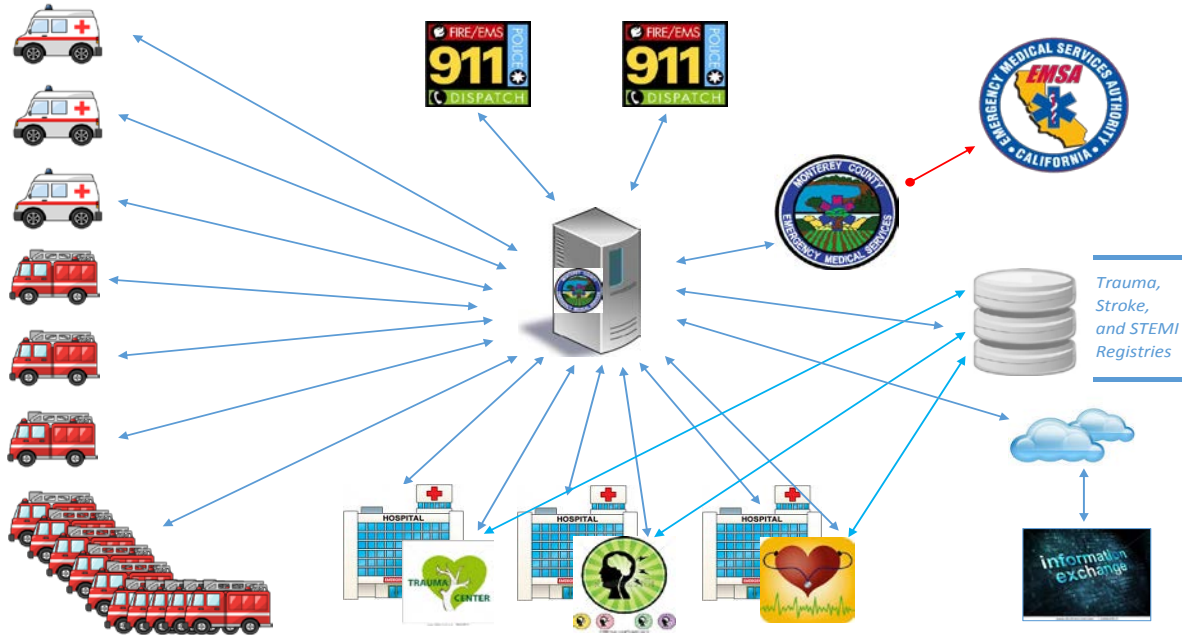 FIRE/EMS
POLICE
911
DISPATCH
FIRE/EMS
POLICE
911
DISPATCH
EMERGENCY MEDICAL SERVICES AUTHORITY
EMSA
CALIFORNIA
MONTEREY COUNTY
EMERGENCY MEDICAL SERVICES
Trauma,
Stroke,
and STEMI
Registries
HOSPITAL
HOSPITAL
HOSPITAL
TRAUMA
CENTER
information
exchange